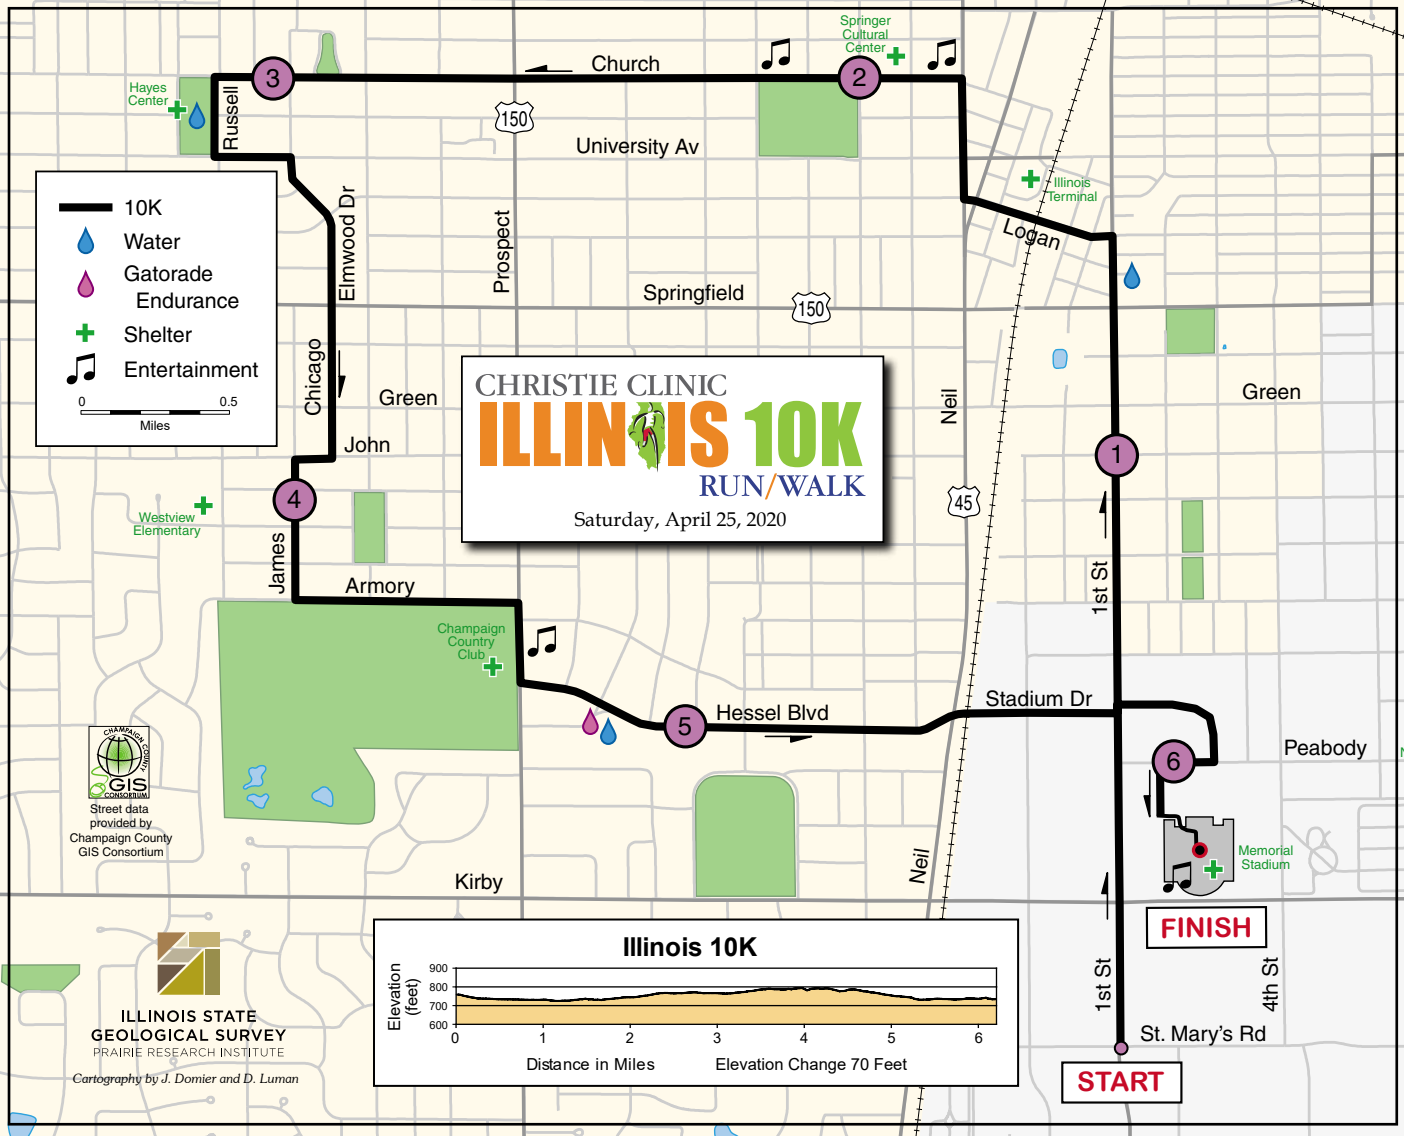 Springer
Cultural
Center
Church
2
3
Hayes
Center
Russell
150
University Av
Illinois
Terminal
Logan
10K
Water
Gatorade
Endurance
Shelter
Entertainment
0 0.5
Miles
Elmwood Dr
Prospect
Springfield
150
Chicago
Green
John
CHRISTIE CLINIC
ILLINOIS 10K
RUN/WALK
Saturday, April 25, 2020
Neil
45
Green
1
4
Westview
Elementary
James
Armory
1st St
Champaign
Country
Club
5
Hessel Blvd
Stadium Dr
Peabody
6
CHAMPAIGN COUNTY
GIS
CONSORTIUM
Street data
provided by
Champaign County
GIS Consortium
Memorial
Stadium
Neil
Kirby
FINISH
1st St
4th St
St. Mary's Rd
START
ILLINOIS STATE
GEOLOGICAL SURVEY
PRAIRIE RESEARCH INSTITUTE
Cartography by J. Domier and D. Luman
Illinois 10K
Elevation
(feet)
900
800
700
600
0 1 2 3 4 5 6
Distance in Miles Elevation Change 70 Feet